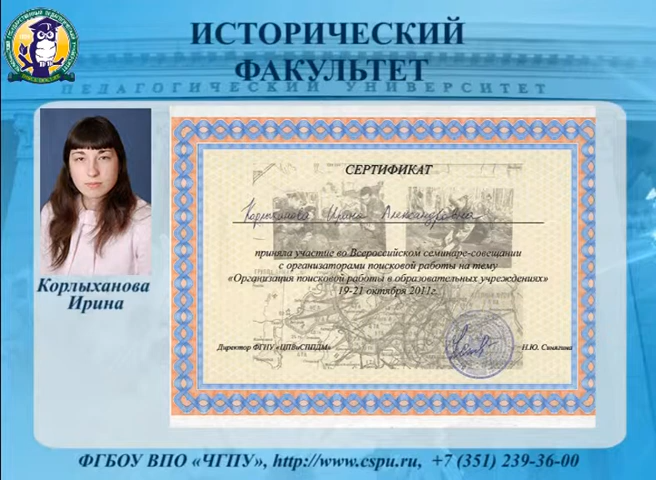 ИСТОРИЧЕСКИЙ
ФАКУЛЬТЕТ
ПЕДАГОГИЧЕСКИЙ УНИВЕРСИТЕТ
СЕРТИФИКАТ
Корлыханова Ирина Александровна
приняла участие во Всероссийском семинаре-совещании
с организаторами поисковой работы на тему
«Организация поисковой работы в образовательных учреждениях»
19-21 октября 2011г.
Директор ФГНУ «ЦПВиСППДМ»
Н.Ю. Синягина
Корлыханова
Ирина
ФГБОУ ВПО «ЧГПУ», http://www.cspu.ru, +7 (351) 239-36-00